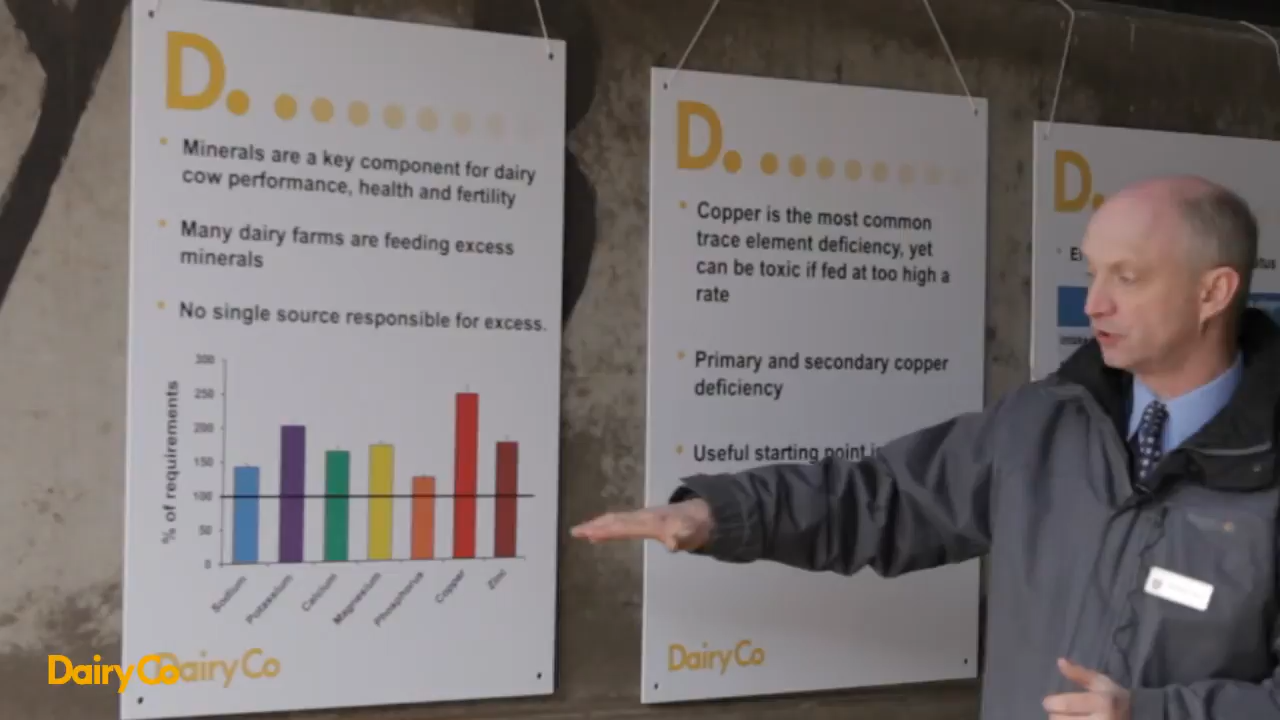 D.
Minerals are a key component for dairy
cow performance, health and fertility
Many dairy farms are feeding excess
minerals
No single source responsible for excess.
% of requirements
300
250
200
150
100
50
0
Sodium
Potassium
Calcium
Magnesium
Phosphorus
Copper
Zinc
DairyCo
DairyCo
D.
Copper is the most common
trace element deficiency, yet
can be toxic if fed at too high a
rate
Primary and secondary copper
deficiency
Useful starting point
DairyCo
D.